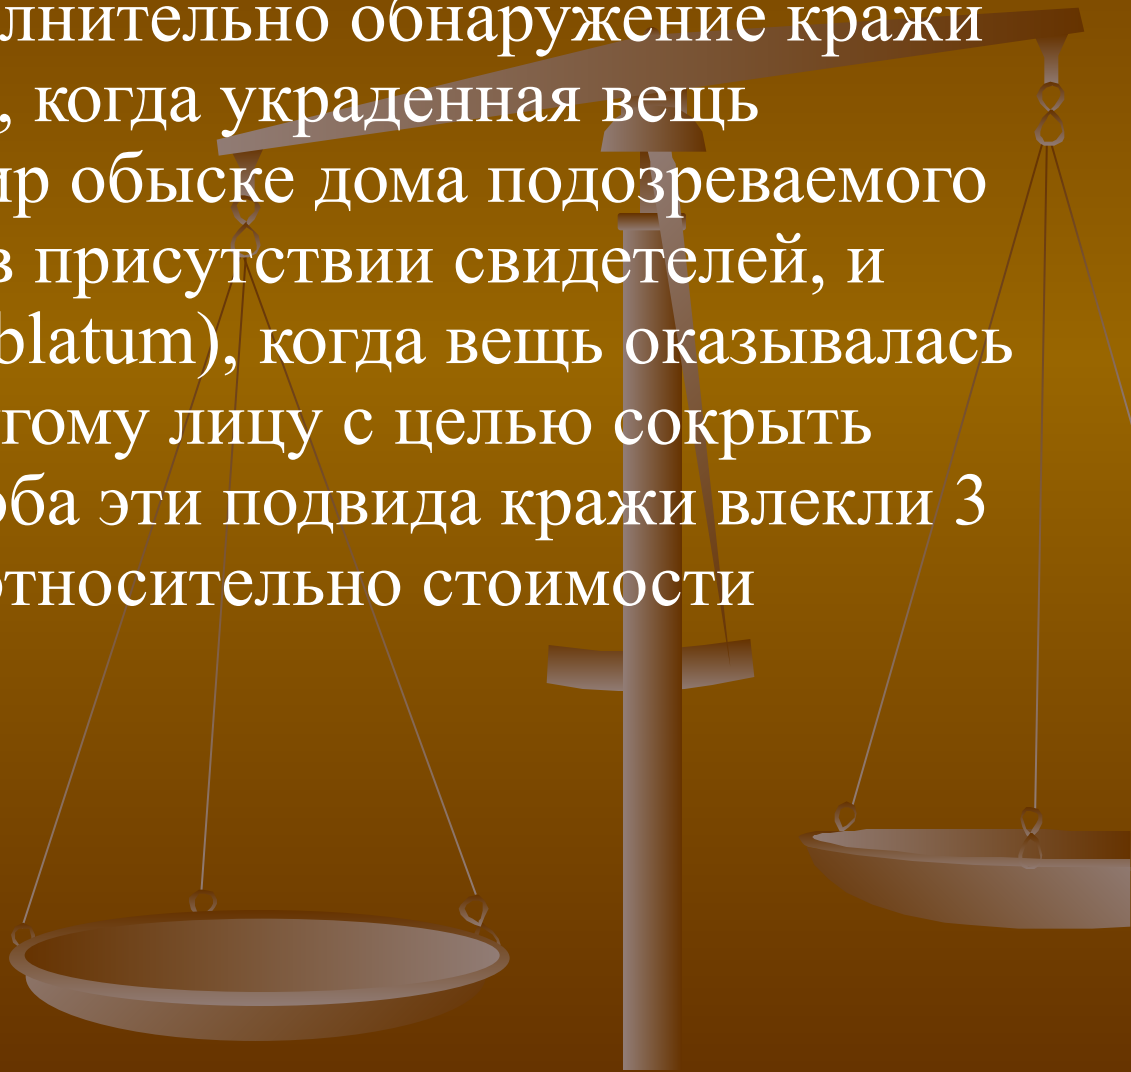 лнительно обнаружение кражи
, когда украденная вещь
ир обыске дома подозреваемого
в присутствии свидетелей, и
blatum), когда вещь оказывалась
гому лицу с целью сокрыть
оба эти подвида кражи влекли 3
относительно стоимости